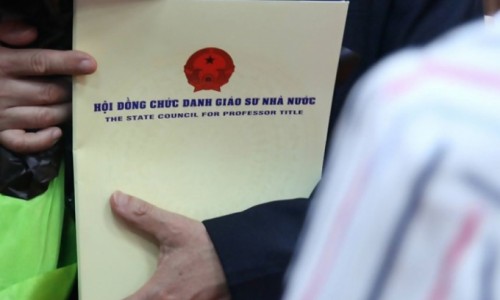 HỘI ĐỒNG CHỨC DANH GIÁO SƯ NHÀ NƯỚC
THE STATE COUNCIL FOR PROFESSOR TITLE